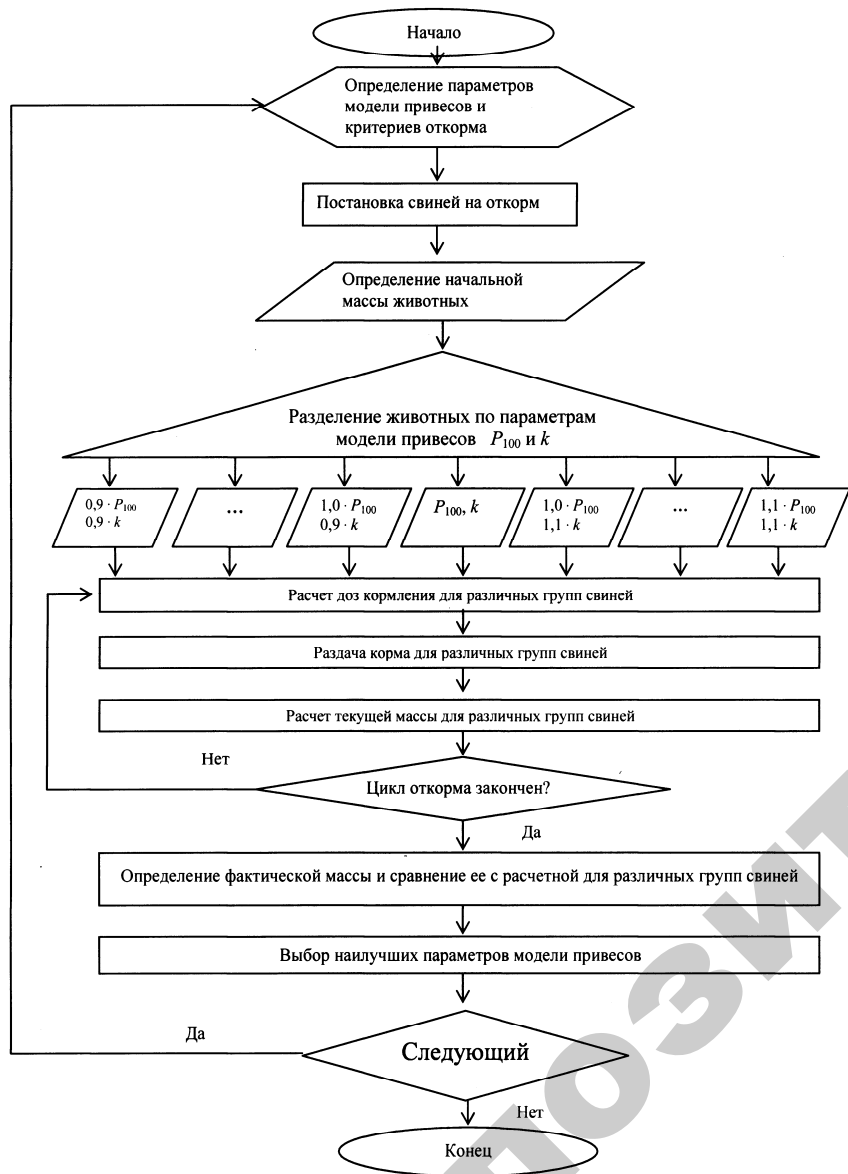 Начало
Определение параметров
модели привесов и
критериев откорма
Постановка свиней на откорм
Определение начальной
массы животных
Разделение животных по параметрам
модели привесов P₁₀₀ и k
0,9 · P₁₀₀
0,9 · k
...
1,0 · P₁₀₀
0,9 · k
P₁₀₀, k
1,0 · P₁₀₀
1,1 · k
...
1,1 · P₁₀₀
1,1 · k
Расчет доз кормления для различных групп свиней
Раздача корма для различных групп свиней
Расчет текущей массы для различных групп свиней
Нет
Цикл откорма закончен?
Да
Определение фактической массы и сравнение ее с расчетной для различных групп свиней
Выбор наилучших параметров модели привесов
Да
Следующий
Нет
Конец